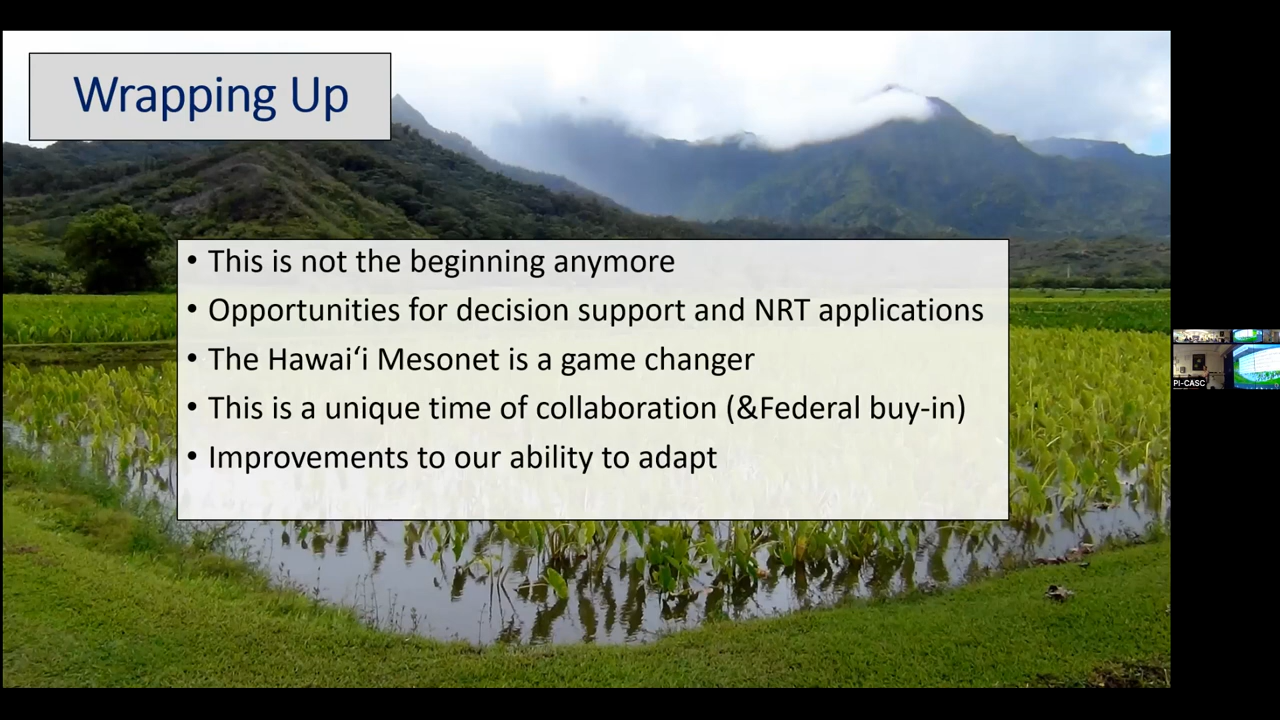 Wrapping Up
• This is not the beginning anymore
• Opportunities for decision support and NRT applications
• The Hawaiʻi Mesonet is a game changer
• This is a unique time of collaboration (&Federal buy-in)
• Improvements to our ability to adapt
PI-CASC